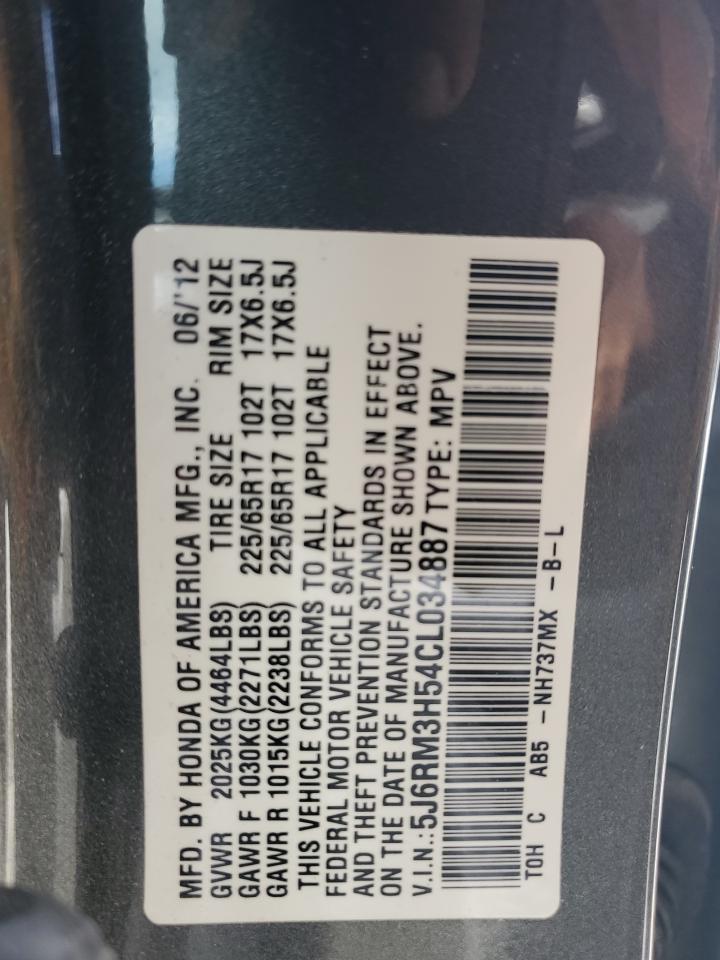 MFD. BY HONDA OF AMERICA MFG., INC. 06/'12
GVWR 2025KG(4464LBS) TIRE SIZE RIM SIZE
GAWR F 1030KG(2271LBS) 225/65R17 102T 17X6.5J
GAWR R 1015KG(2238LBS) 225/65R17 102T 17X6.5J
THIS VEHICLE CONFORMS TO ALL APPLICABLE
FEDERAL MOTOR VEHICLE SAFETY
AND THEFT PREVENTION STANDARDS IN EFFECT
ON THE DATE OF MANUFACTURE SHOWN ABOVE.
V.I.N.: 5J6RM3H54CL034887 TYPE: MPV
TOH C AB5 -NH737MX -B-L